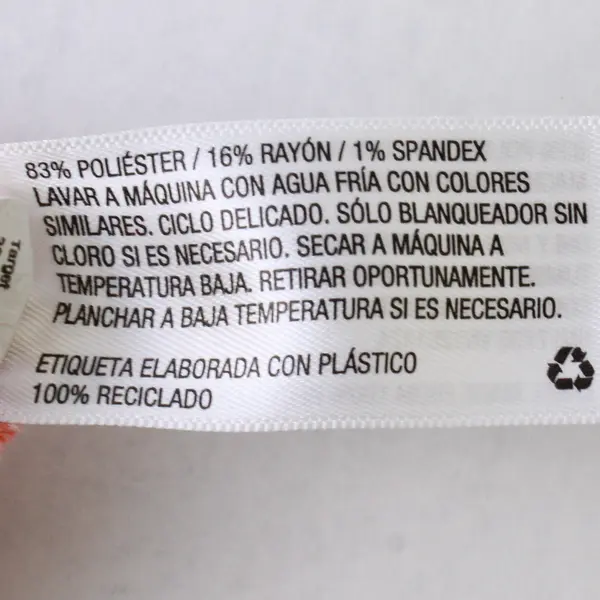 83% POLIÉSTER / 16% RAYÓN / 1% SPANDEX
LAVAR A MÁQUINA CON AGUA FRÍA CON COLORES
SIMILARES. CICLO DELICADO. SÓLO BLANQUEADOR SIN
CLORO SI ES NECESARIO. SECAR A MÁQUINA A
TEMPERATURA BAJA. RETIRAR OPORTUNAMENTE.
PLANCHAR A BAJA TEMPERATURA SI ES NECESARIO.
ETIQUETA ELABORADA CON PLÁSTICO
100% RECICLADO
Target